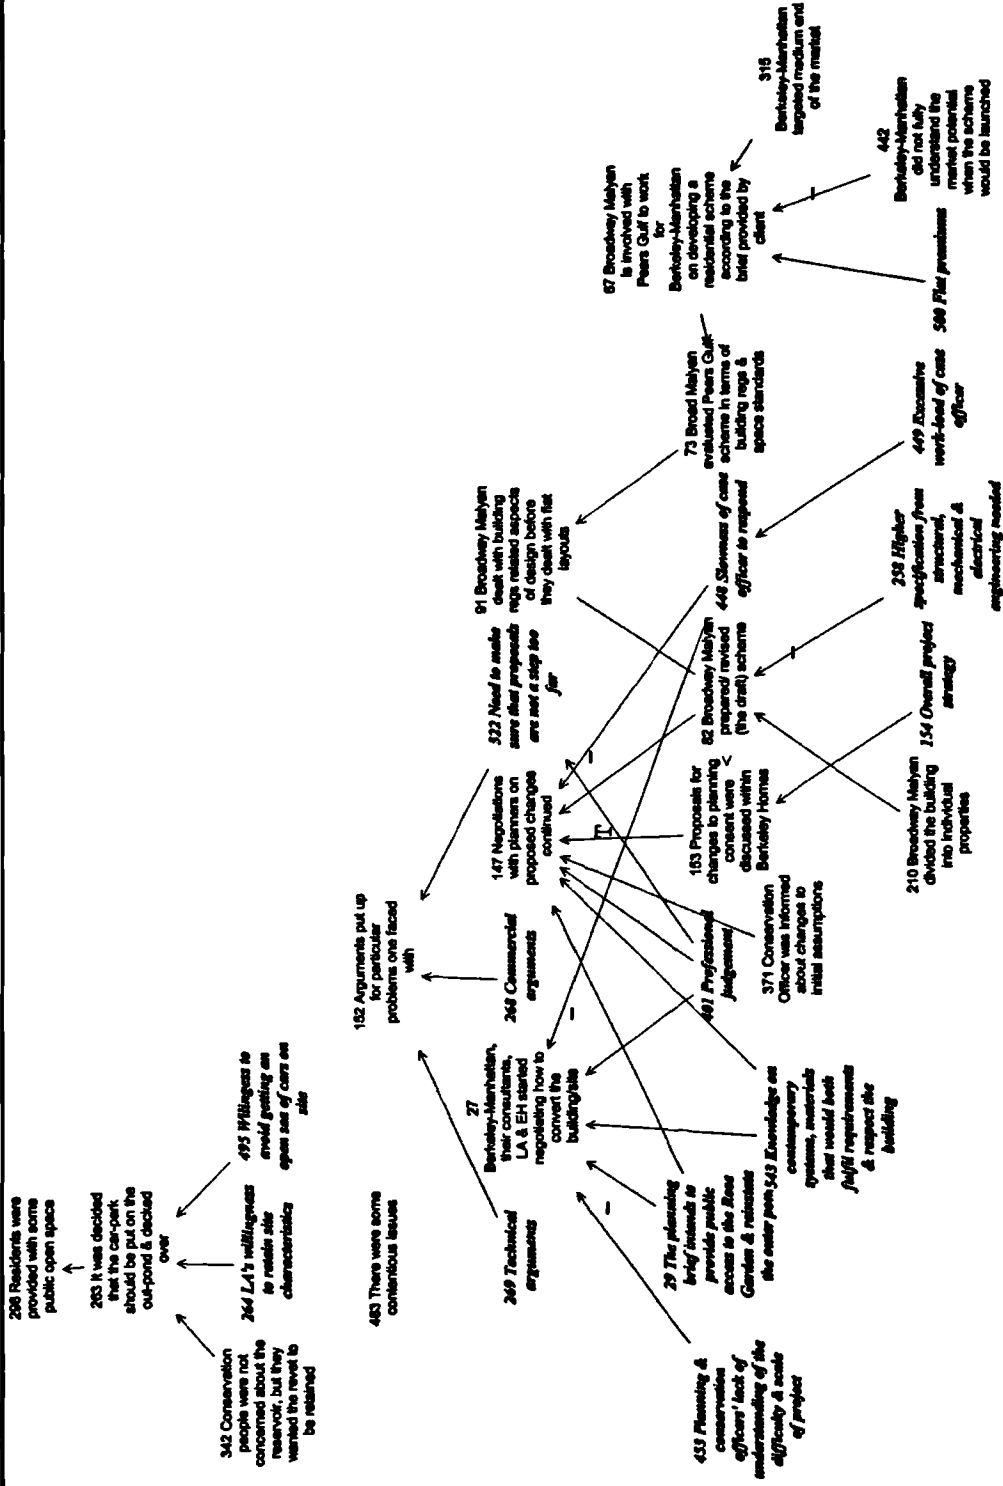 298 Residents were
provided with some
public open space
263 It was decided
that the car-park
should be put on the
out-pond & decked
over
342 Conservation
people were not
concerned about the
reservoir, but they
wanted the revet to
be retained
264 LA's willingness
to retain site
characteristics
495 Willingess to
avoid getting an
open sea of cars on
site
463 There were some
contentious issues
152 Arguments put up
for particular
problems one faced
with
269 Technical
arguments
27
Berkeley-Manhattan,
their consultants,
LA & EH started
negotiating how to
convert the
building/site
268 Commercial
arguments
147 Negotiations
with planners on
proposed changes
continued
522 Need to make
sure that proposals
are not a step too
far
91 Broadway Malyan
dealt with building
regs related aspects
of design before
they dealt with flat
layouts
67 Broadway Malyan
is involved with
Pears Gulf to work
for
Berkeley-Manhattan
on developing a
residential scheme
according to the
brief provided by
client
315
Berkeley-Manhattan
targeted medium end
of the market
453 Planning &
conservation
officers' lack of
understanding of the
difficulty & scale
of project
29 The planning
brief intends to
provide public
access to the Rose
Garden & reinstate
the outer pon
543 Knowledge on
contemporary
systems, materials
that would both
fulfil requirements
& respect the
building
401 Professional
judgement
371 Conservation
Officer was informed
about changes to
initial assumptions
153 Proposals for
changes to planning
consent were
discussed within
Berkeley Homes
82 Broadway Malyan
prepared/ revised
(the draft) scheme
448 Slowness of case
officer to respond
73 Broad Malyan
evaluated Pears Gulf
scheme in terms of
building regs &
space standards
210 Broadway Malyan
divided the building
into individual
properties
154 Overall project
strategy
258 Higher
specification from
structural,
mechanical &
electrical
engineering needed
449 Excessive
work-load of case
officer
500 Flat premiums
442
Berkeley-Manhattan
did not fully
understand the
market potential
when the scheme
would be launched